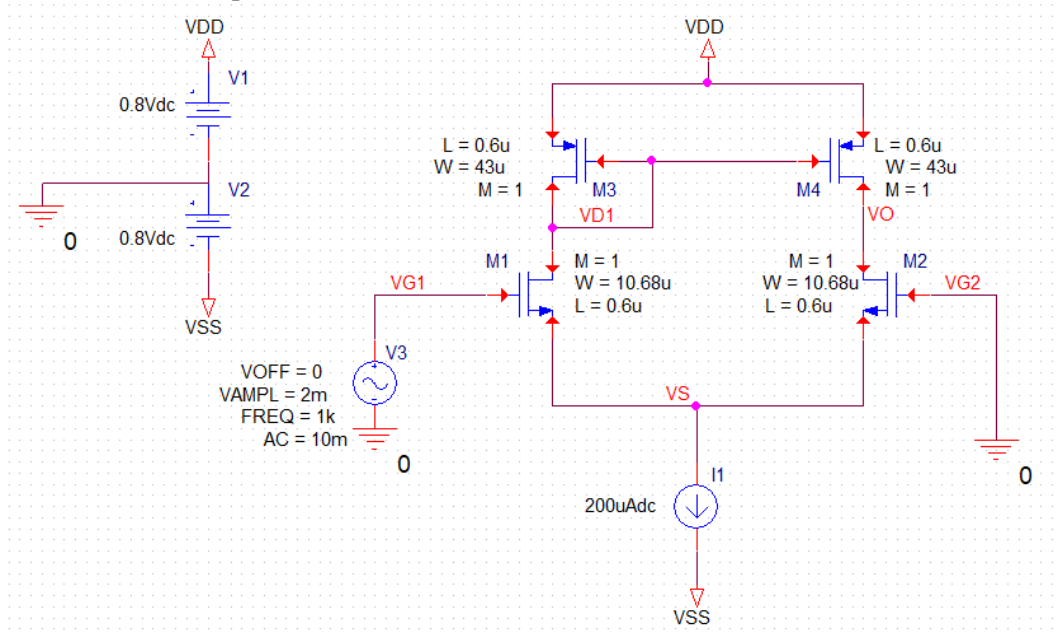 VDD
V1
0.8Vdc
V2
0
0.8Vdc
VSS
VDD
L = 0.6u
W = 43u
M = 1
M3
L = 0.6u
W = 43u
M4
M = 1
VD1
VO
M1
M = 1
W = 10.68u
L = 0.6u
VG1
M = 1
W = 10.68u
L = 0.6u
M2
VG2
V3
VOFF = 0
VAMPL = 2m
FREQ = 1k
AC = 10m
0
VS
0
I1
200uAdc
VSS